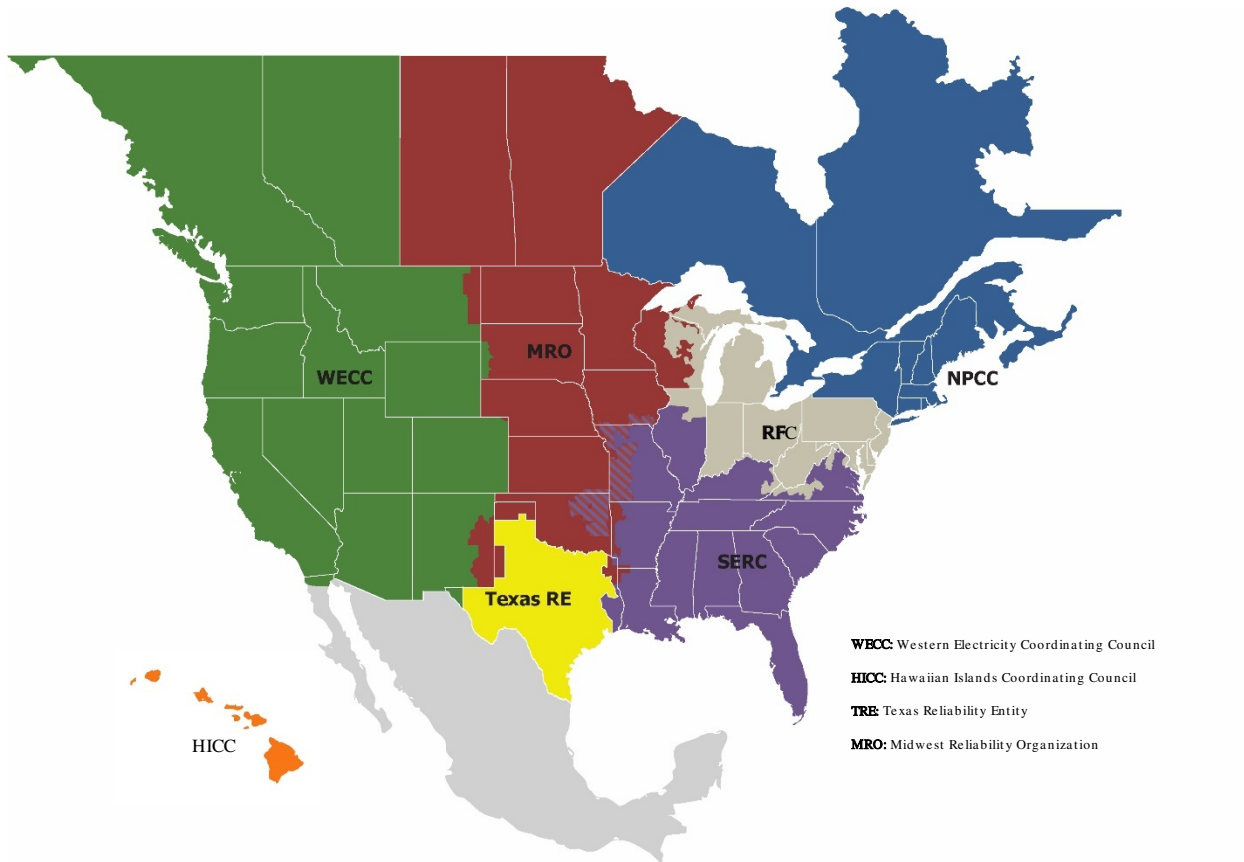 MRO
WECC
NPCC
RFC
SERC
Texas RE
WECC: Western Electricity Coordinating Council
HICC: Hawaiian Islands Coordinating Council
TRE: Texas Reliability Entity
MRO: Midwest Reliability Organization
HICC